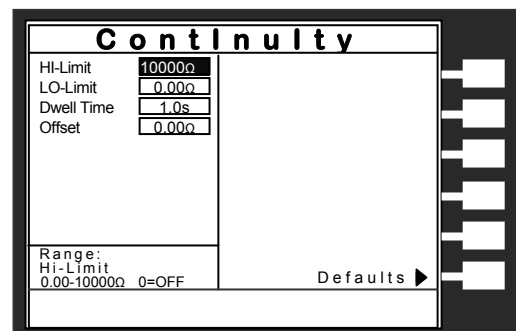 ContInuIty
HI-Limit 10000Ω
LO-Limit 0.00Ω
Dwell Time 1.0s
Offset 0.00Ω
Range:
Hi-Limit
0.00-10000Ω 0=OFF
Defaults